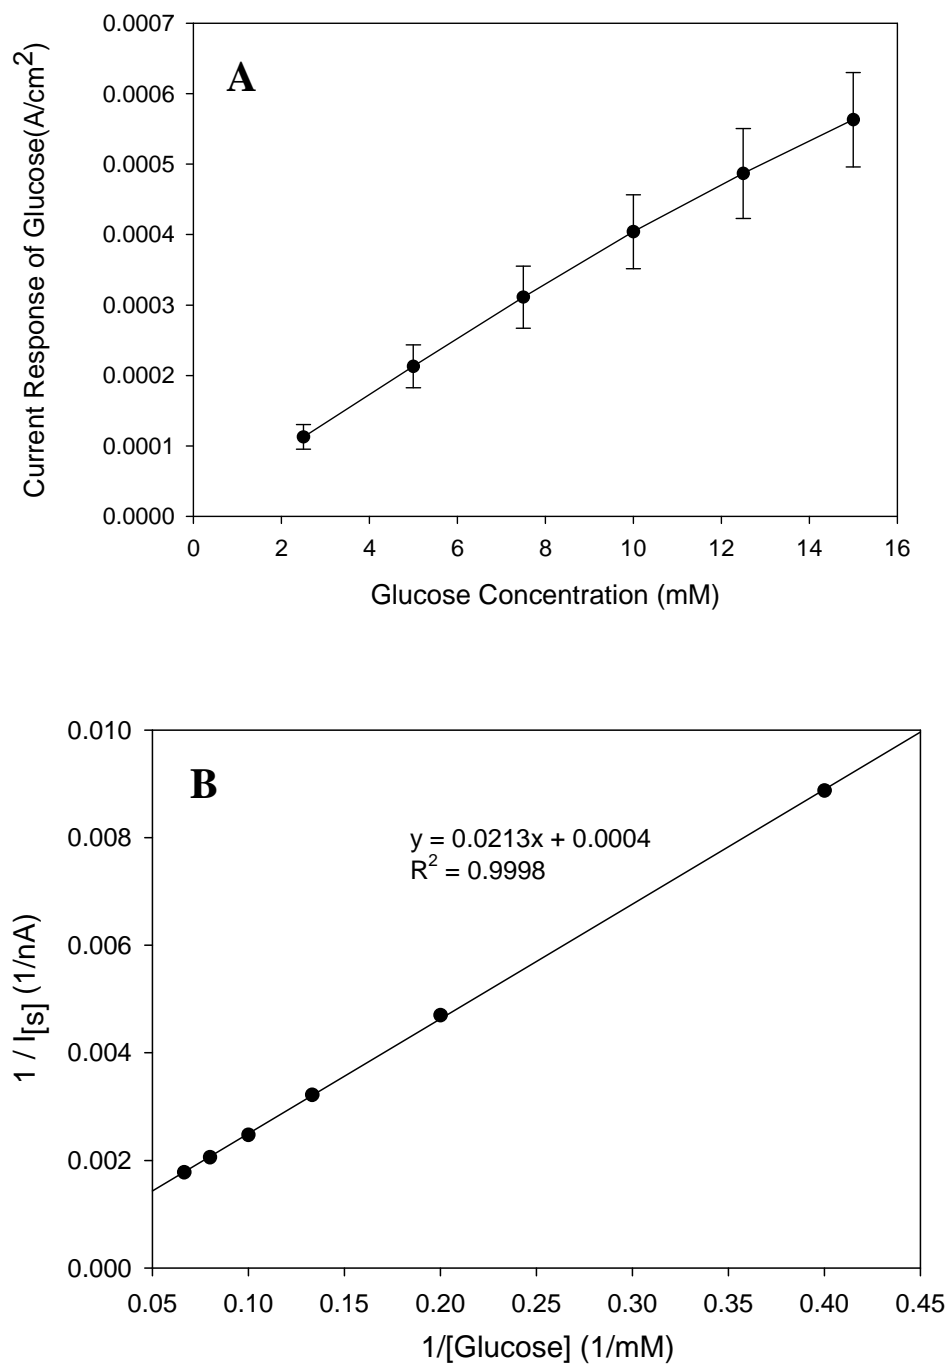 A
Current Response of Glucose(A/cm2)
0.0007
0.0006
0.0005
0.0004
0.0003
0.0002
0.0001
0.0000
0 2 4 6 8 10 12 14 16
Glucose Concentration (mM)
B
y = 0.0213x + 0.0004
R2 = 0.9998
1 / I[s] (1/nA)
0.010
0.008
0.006
0.004
0.002
0.000
0.05 0.10 0.15 0.20 0.25 0.30 0.35 0.40 0.45
1/[Glucose] (1/mM)